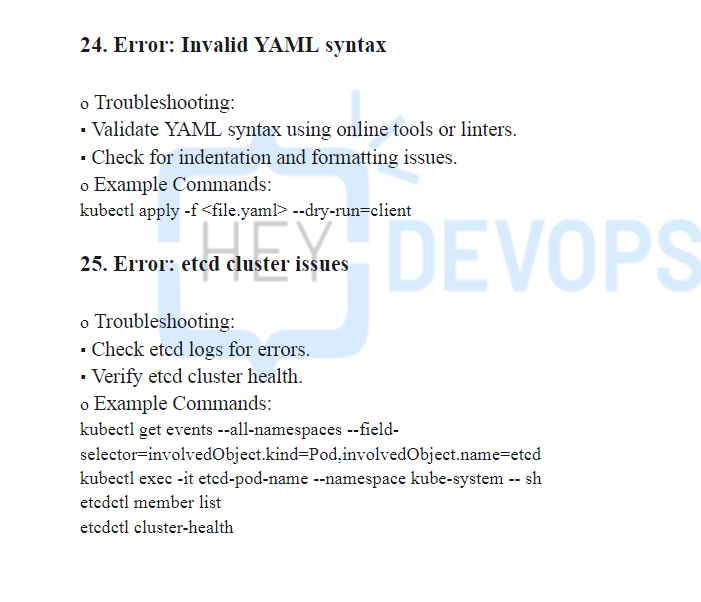 24. Error: Invalid YAML syntax
o Troubleshooting:
▪ Validate YAML syntax using online tools or linters.
▪ Check for indentation and formatting issues.
o Example Commands:
kubectl apply -f <file.yaml> --dry-run=client
HEY DEVOPS
25. Error: etcd cluster issues
o Troubleshooting:
▪ Check etcd logs for errors.
▪ Verify etcd cluster health.
o Example Commands:
kubectl get events --all-namespaces --field-
selector=involvedObject.kind=Pod,involvedObject.name=etcd
kubectl exec -it etcd-pod-name --namespace kube-system -- sh
etcdctl member list
etcdctl cluster-health